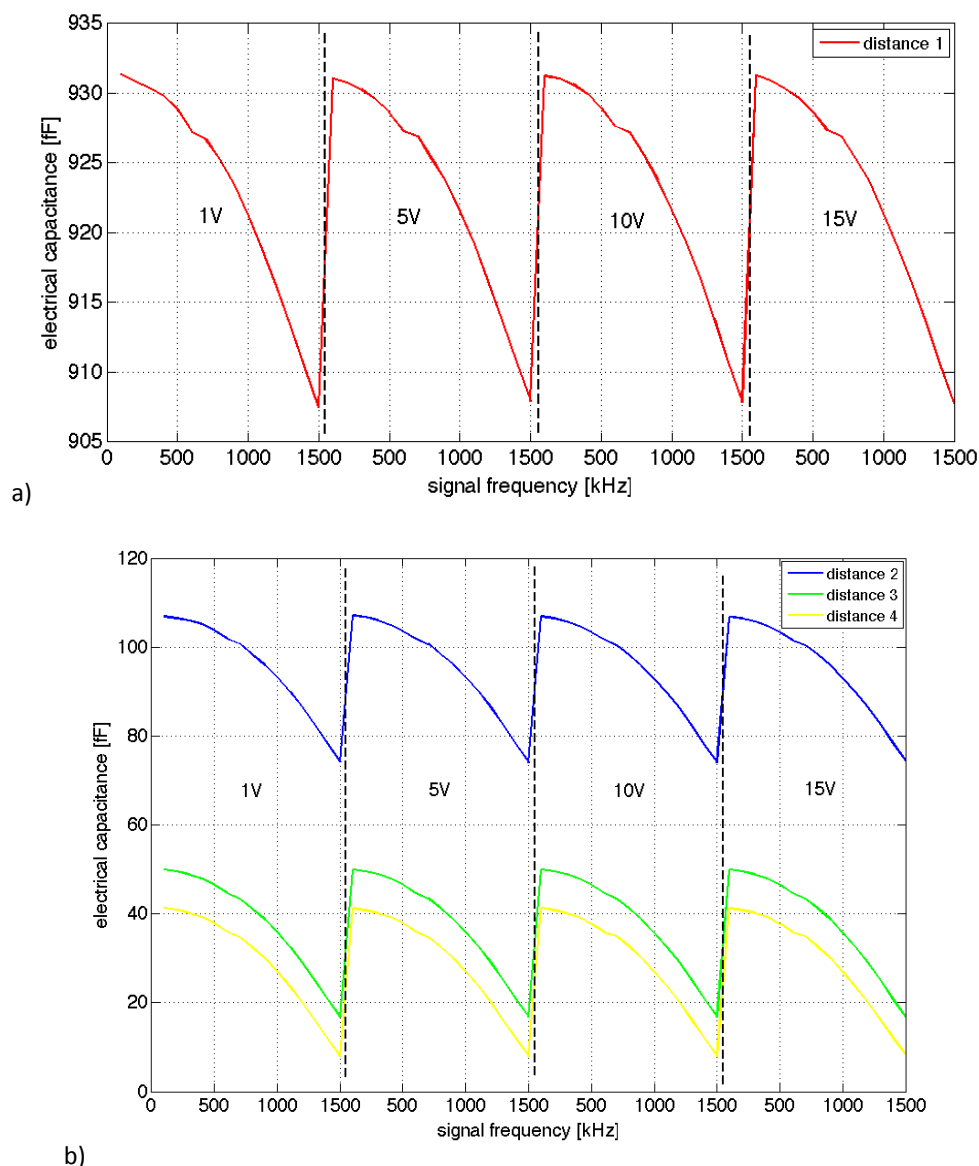 935
930
925
920
915
910
905
electrical capacitance [fF]
distance 1
1V 5V 10V 15V
0 500 1000 1500 500 1000 1500 500 1000 1500 500 1000 1500
signal frequency [kHz]
a)
120
100
80
60
40
20
0
electrical capacitance [fF]
distance 2
distance 3
distance 4
1V 5V 10V 15V
0 500 1000 1500 500 1000 1500 500 1000 1500 500 1000 1500
signal frequency [kHz]
b)